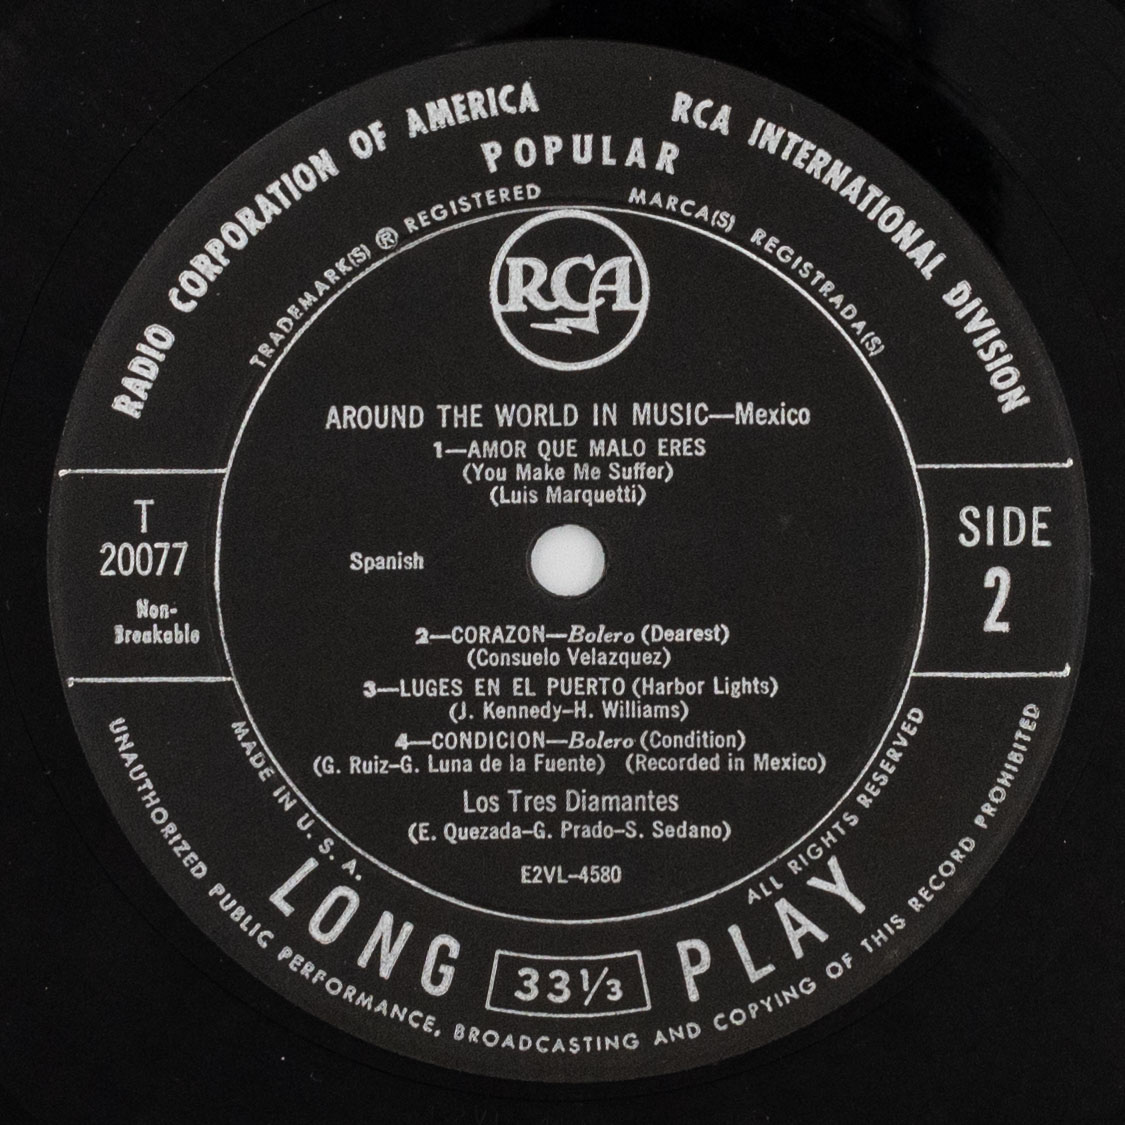 RADIO CORPORATION OF AMERICA
RCA INTERNATIONAL DIVISION
POPULAR
TRADEMARK(S) ® REGISTERED
MARCA(S) REGISTRADA(S)
RCA
AROUND THE WORLD IN MUSIC—Mexico
1—AMOR QUE MALO ERES
(You Make Me Suffer)
(Luis Marquetti)
T
20077
Non-
Breakable
Spanish
SIDE
2
2—CORAZON—Bolero (Dearest)
(Consuelo Velazquez)
3—LUGES EN EL PUERTO (Harbor Lights)
(J. Kennedy–H. Williams)
4—CONDICION—Bolero (Condition)
(G. Ruiz–G. Luna de la Fuente) (Recorded in Mexico)
Los Tres Diamantes
(E. Quezada–G. Prado–S. Sedano)
E2VL–4580
MADE IN U. S. A.
ALL RIGHTS RESERVED
LONG 33⅓ PLAY
UNAUTHORIZED PUBLIC PERFORMANCE, BROADCASTING AND COPYING OF THIS RECORD PROHIBITED